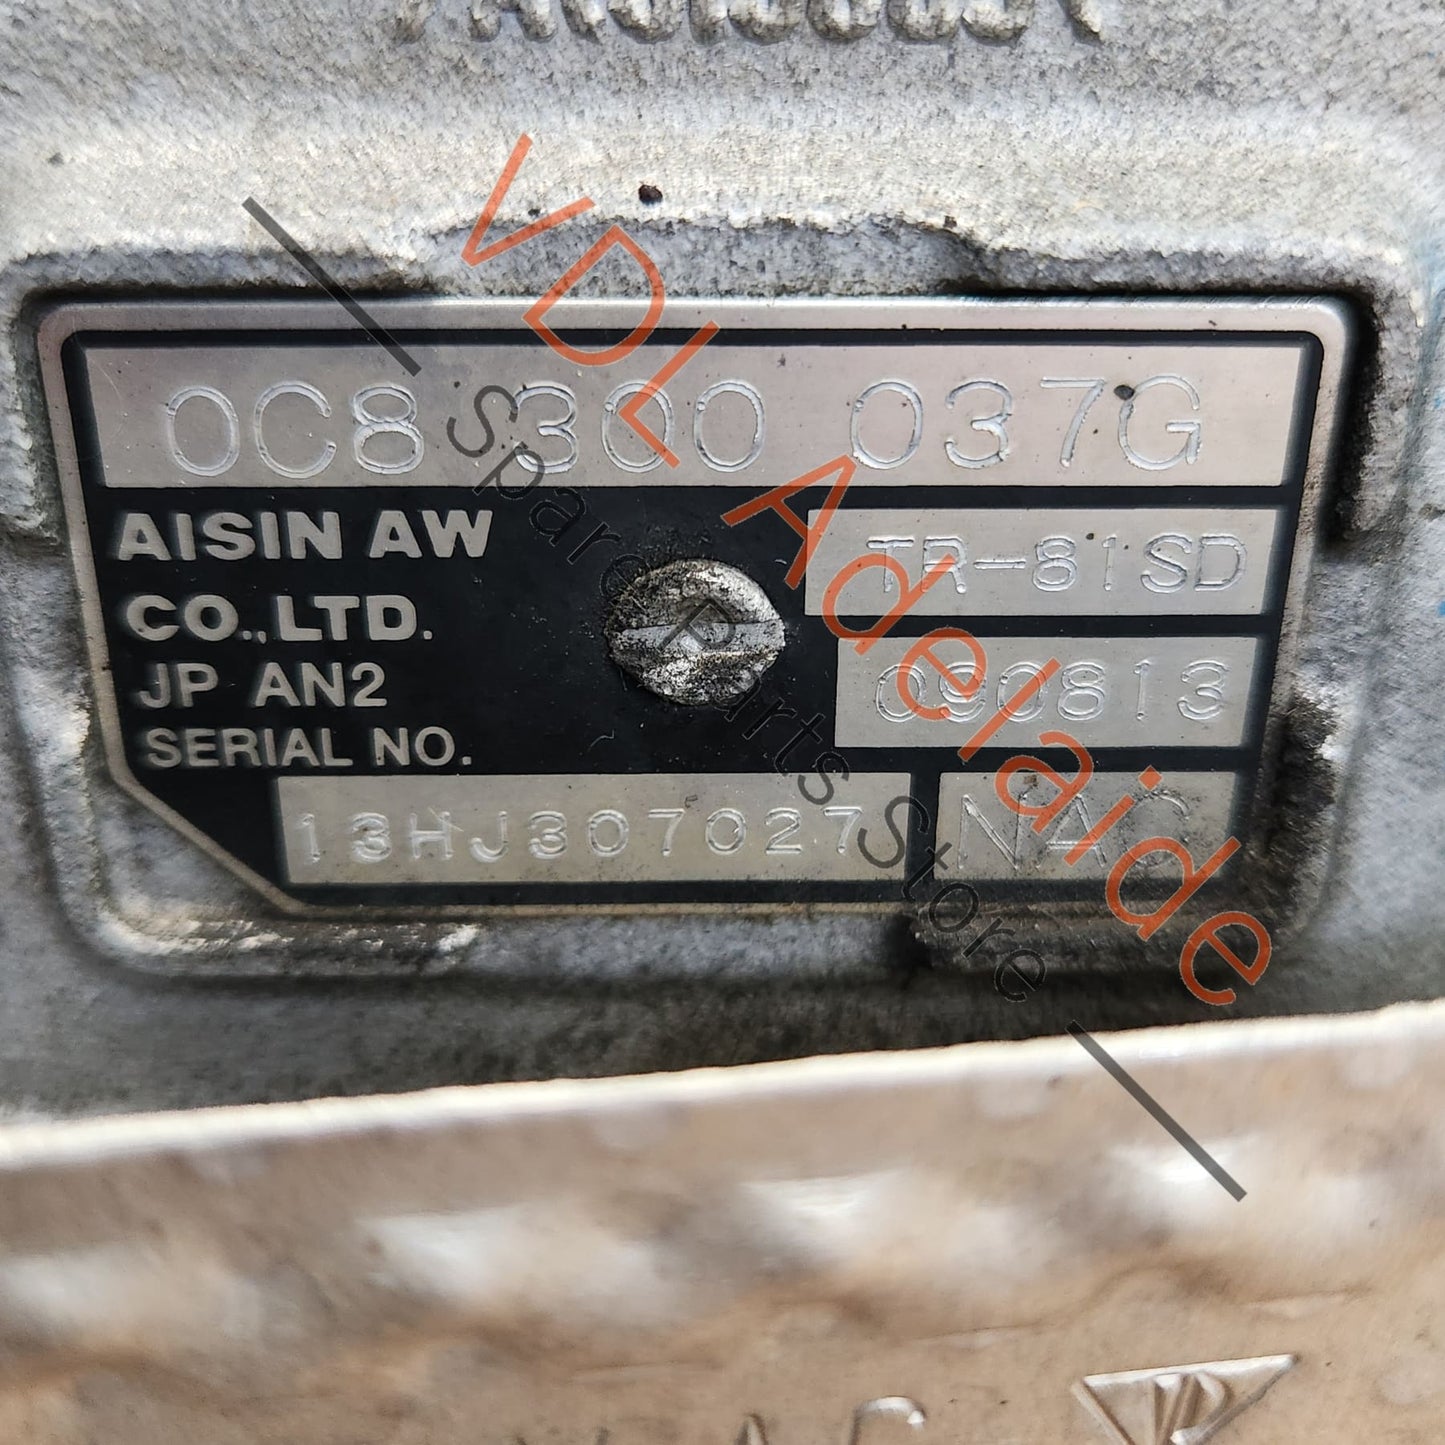 0C8 300 037G
AISIN AW
CO.,LTD.
JP AN2
SERIAL NO.
TR-81SD
090813
13HJ307027
NAC
VDL Adelaide
Spare Parts Store